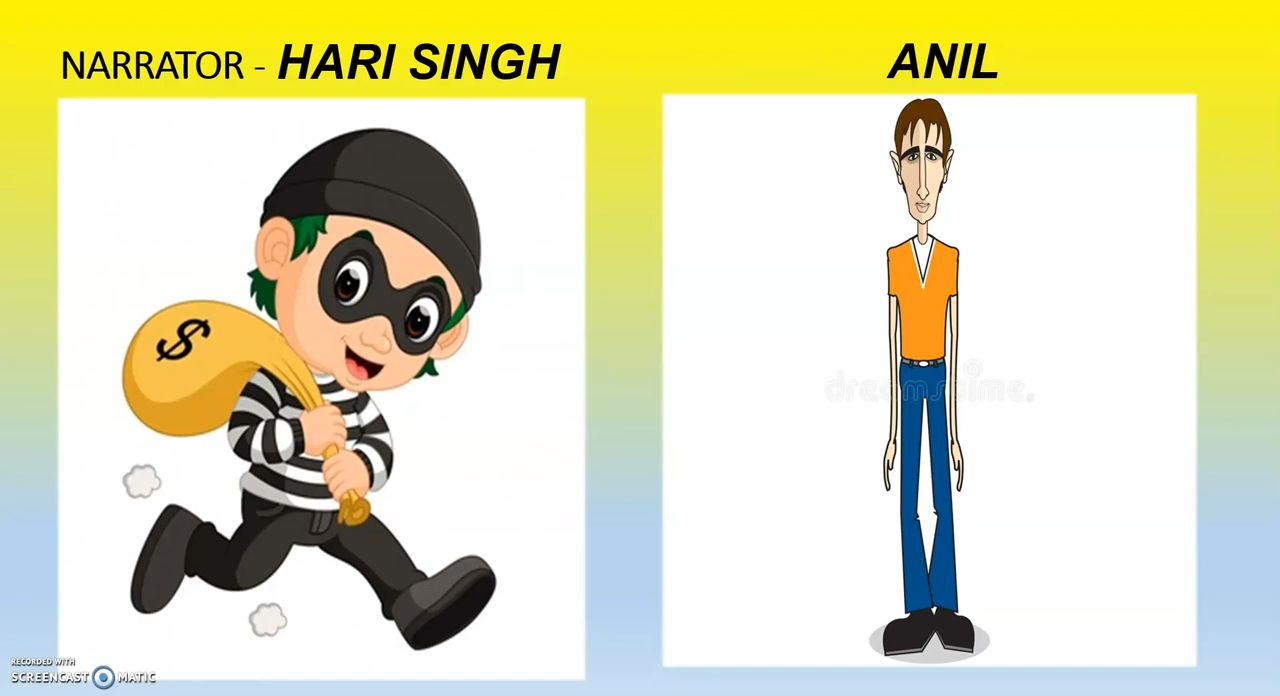 NARRATOR - HARI SINGH
ANIL
$
dreamstime.
RECORDED WITH
SCREENCAST MATIC